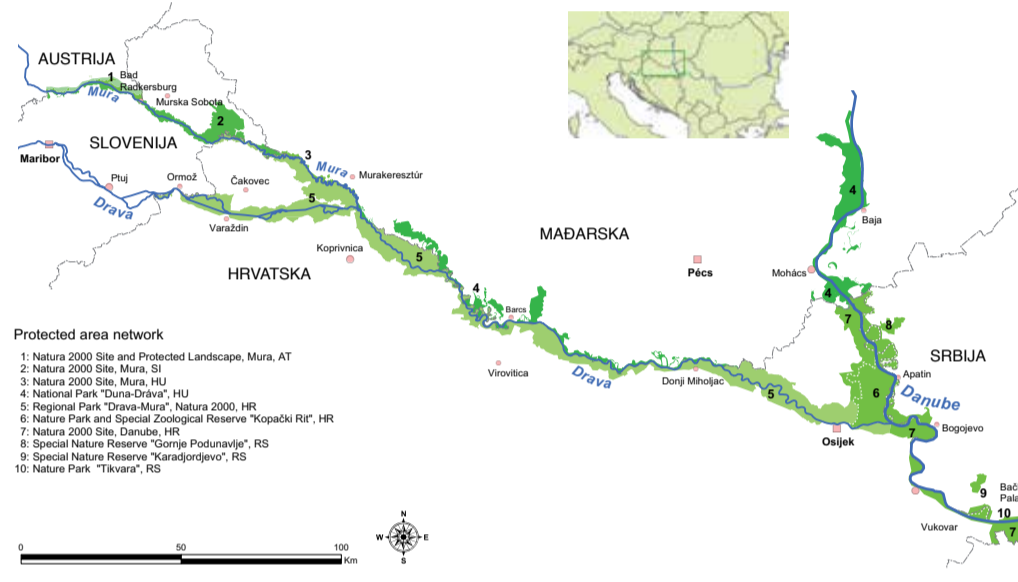 AUSTRIJA
1
Bad
Radkersburg
Mura
Murska Sobota
2
SLOVENIJA
Maribor
3
Mura
Murakeresztúr
Ptuj
Ormož
Čakovec
5
Drava
Varaždin
4
Baja
MAĐARSKA
Koprivnica
5
HRVATSKA
Pécs
Mohács
4
4
Barcs
7
8
SRBIJA
Virovitica
Drava
Donji Miholjac
5
Apatin
6
Danube
Osijek
7
Bogojevo
9
Bač
Pala
10
Vukovar
7
Protected area network
1: Natura 2000 Site and Protected Landscape, Mura, AT
2: Natura 2000 Site, Mura, SI
3: Natura 2000 Site, Mura, HU
4: National Park "Duna-Dráva", HU
5: Regional Park "Drava-Mura", Natura 2000, HR
6: Nature Park and Special Zoological Reserve "Kopački Rit", HR
7: Natura 2000 Site, Danube, HR
8: Special Nature Reserve "Gornje Podunavlje", RS
9: Special Nature Reserve "Karadjordjevo", RS
10: Nature Park "Tikvara", RS
0 50 100
Km
N
W E
S